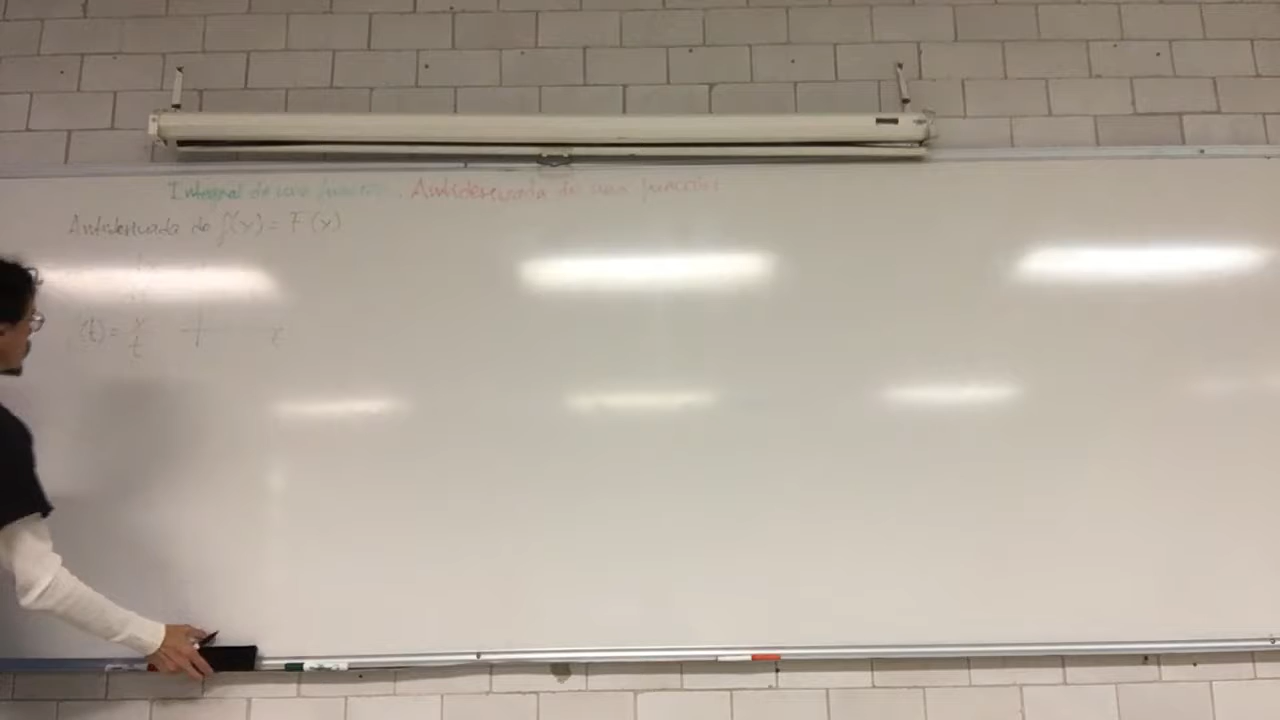 Integral de una función. Antiderivada de una función
Antiderivada de f(x) = F(x)
(t) =